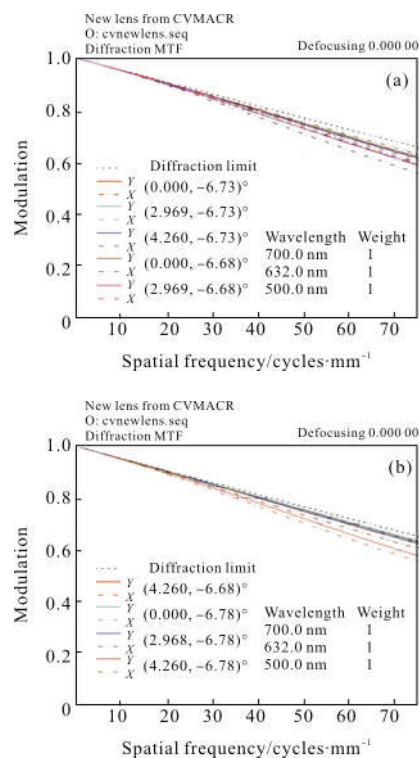 New lens from CVMACR
O: cvnewlens.seq
Diffraction MTF
Defocusing 0.000 00
(a)
1.0
0.8
0.6
0.4
0.2
0
Modulation
Diffraction limit
Y
X (0.000, −6.73)°
Y
X (2.969, −6.73)°
Y
X (4.260, −6.73)°
Y
X (0.000, −6.68)°
Y
X (2.969, −6.68)°
Wavelength Weight
700.0 nm 1
632.0 nm 1
500.0 nm 1
10 20 30 40 50 60 70
Spatial frequency/cycles·mm⁻¹
New lens from CVMACR
O: cvnewlens.seq
Diffraction MTF
Defocusing 0.000 00
(b)
1.0
0.8
0.6
0.4
0.2
0
Modulation
Diffraction limit
Y
X (4.260, −6.68)°
Y
X (0.000, −6.78)°
Y
X (2.968, −6.78)°
Y
X (4.260, −6.78)°
Wavelength Weight
700.0 nm 1
632.0 nm 1
500.0 nm 1
10 20 30 40 50 60 70
Spatial frequency/cycles·mm⁻¹